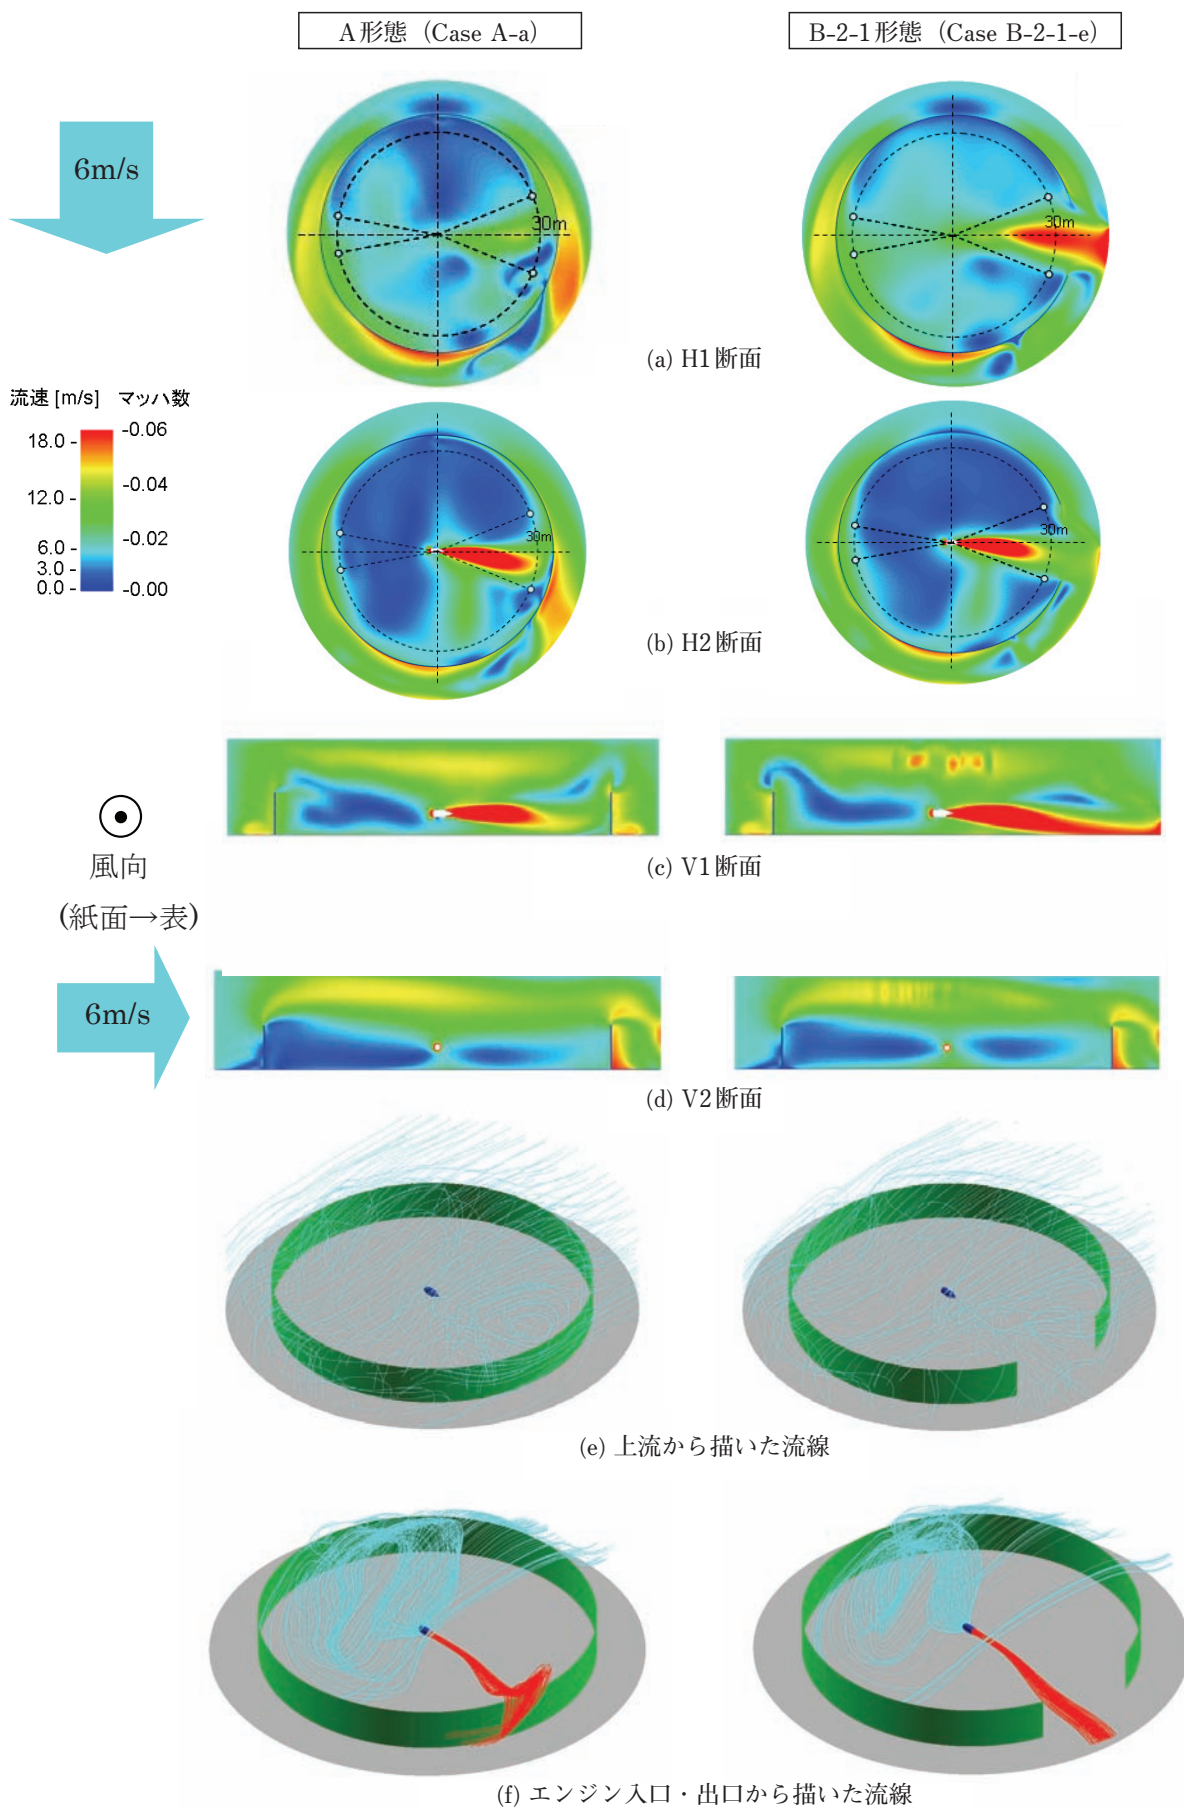 A形態（Case A-a）
B-2-1形態（Case B-2-1-e）
6m/s
30m
30m
(a) H1断面
流速 [m/s] マッハ数
18.0 -
12.0 -
6.0 -
3.0 -
0.0 -
-0.06
-0.04
-0.02
-0.00
30m
30m
(b) H2断面
(c) V1断面
風向
(紙面→表)
6m/s
(d) V2断面
(e) 上流から描いた流線
(f) エンジン入口・出口から描いた流線